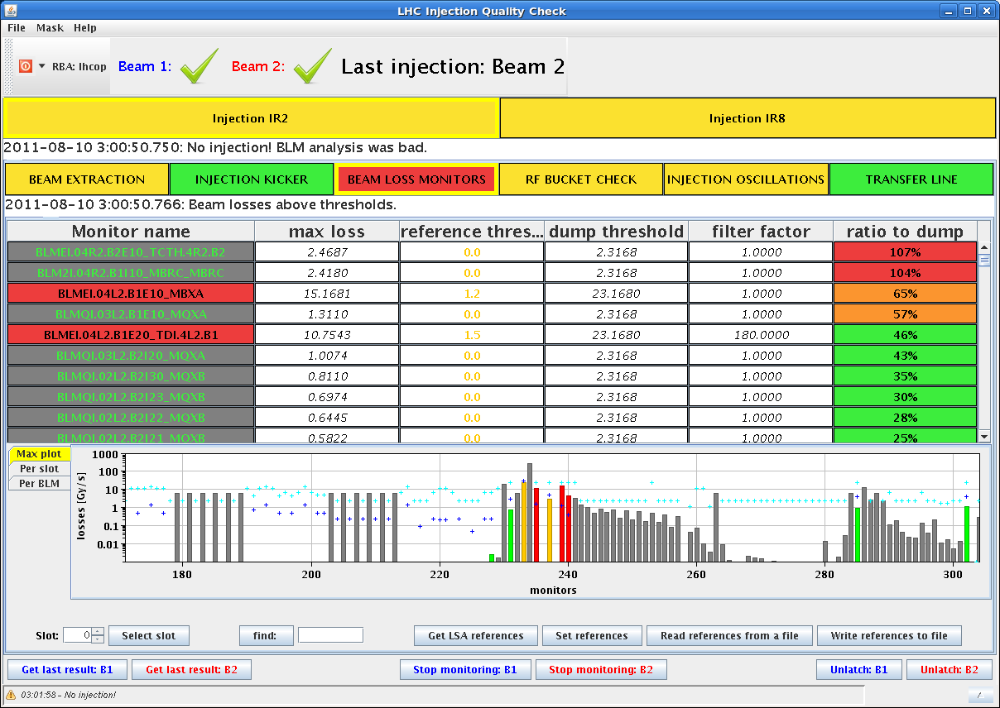 LHC Injection Quality Check
File Mask Help
RBA: lhcop Beam 1: Beam 2: Last injection: Beam 2
Injection IR2 Injection IR8
2011-08-10 3:00:50.750: No injection! BLM analysis was bad.
BEAM EXTRACTION INJECTION KICKER BEAM LOSS MONITORS RF BUCKET CHECK INJECTION OSCILLATIONS TRANSFER LINE
2011-08-10 3:00:50.766: Beam losses above thresholds.
Monitor name max loss reference thres... dump threshold filter factor ratio to dump
BLMEI.04R2.B2E10_TCTH.4R2.B2 2.4687 0.0 2.3168 1.0000 107%
BLM2I.04R2.B1I10_MBRC_MBRC 2.4180 0.0 2.3168 1.0000 104%
BLMEI.04L2.B1E10_MBXA 15.1681 1.2 23.1680 1.0000 65%
BLMQI.03L2.B1E10_MQXA 1.3110 0.0 2.3168 1.0000 57%
BLMEI.04L2.B1E20_TDI.4L2.B1 10.7543 1.5 23.1680 180.0000 46%
BLMQI.03L2.B2I20_MQXA 1.0074 0.0 2.3168 1.0000 43%
BLMQI.02L2.B2I30_MQXB 0.8110 0.0 2.3168 1.0000 35%
BLMQI.02L2.B2I23_MQXB 0.6974 0.0 2.3168 1.0000 30%
BLMQI.02L2.B2I22_MQXB 0.6445 0.0 2.3168 1.0000 28%
BLMQI.02L2.B2I21_MQXB 0.5822 0.0 2.3168 1.0000 25%
Max plot
Per slot
Per BLM
losses [Gy/s]
1000
100
10
1
0.1
0.01
180 200 220 240 260 280 300
monitors
Slot: 0 Select slot find: Get LSA references Set references Read references from a file Write references to file
Get last result: B1 Get last result: B2 Stop monitoring: B1 Stop monitoring: B2 Unlatch: B1 Unlatch: B2
03:01:58 - No injection!